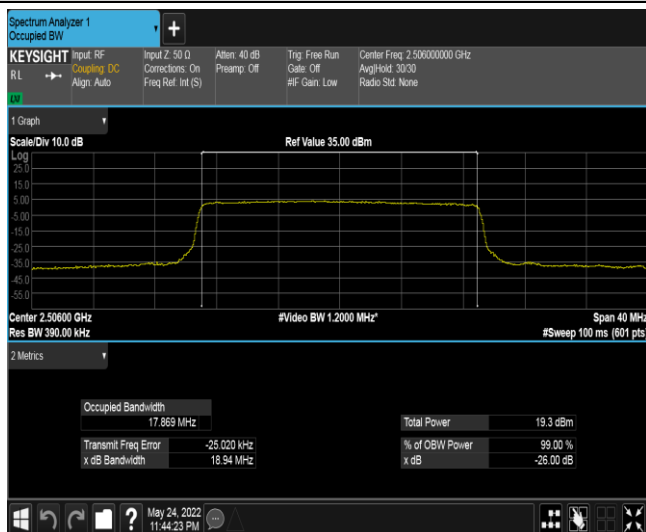 Spectrum Analyzer 1
Occupied BW
+
KEYSIGHT Input: RF Input Z: 50 Ω Atten: 40 dB Trig: Free Run Center Freq: 2.506000000 GHz
RL Coupling: DC Corrections: On Preamp: Off Gate: Off Avg|Hold: 30/30
Align: Auto Freq Ref: Int (S) #IF Gain: Low Radio Std: None
1 Graph
Scale/Div 10.0 dB Ref Value 35.00 dBm
Log
25.0
15.0
5.00
-5.00
-15.0
-25.0
-35.0
-45.0
-55.0
Center 2.50600 GHz #Video BW 1.2000 MHz* Span 40 MHz
Res BW 390.00 kHz #Sweep 100 ms (601 pts)
2 Metrics
Occupied Bandwidth
17.869 MHz Total Power 19.3 dBm
Transmit Freq Error -25.020 kHz % of OBW Power 99.00 %
x dB Bandwidth 18.94 MHz x dB -26.00 dB
? May 24, 2022
11:44:23 PM